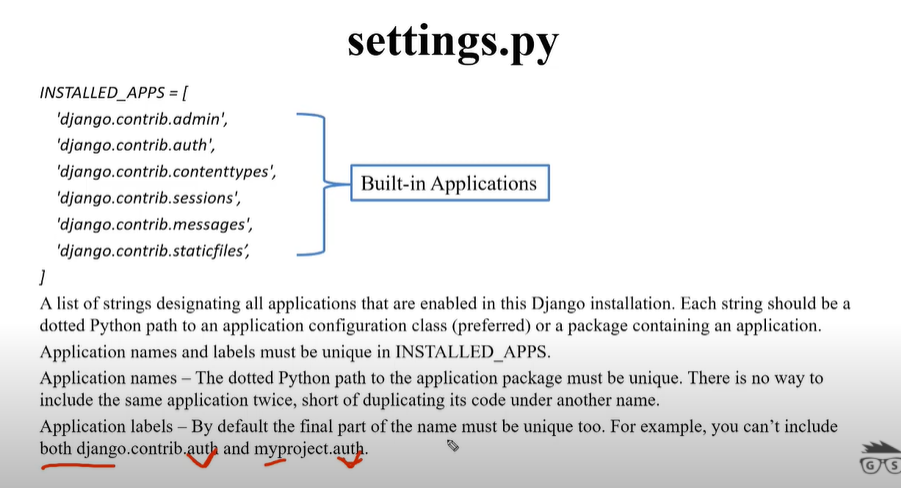 settings.py
INSTALLED_APPS = [
'django.contrib.admin',
'django.contrib.auth',
'django.contrib.contenttypes',
'django.contrib.sessions',
'django.contrib.messages',
'django.contrib.staticfiles’,
]
Built-in Applications
A list of strings designating all applications that are enabled in this Django installation. Each string should be a
dotted Python path to an application configuration class (preferred) or a package containing an application.
Application names and labels must be unique in INSTALLED_APPS.
Application names – The dotted Python path to the application package must be unique. There is no way to
include the same application twice, short of duplicating its code under another name.
Application labels – By default the final part of the name must be unique too. For example, you can’t include
both django.contrib.auth and myproject.auth.
G S